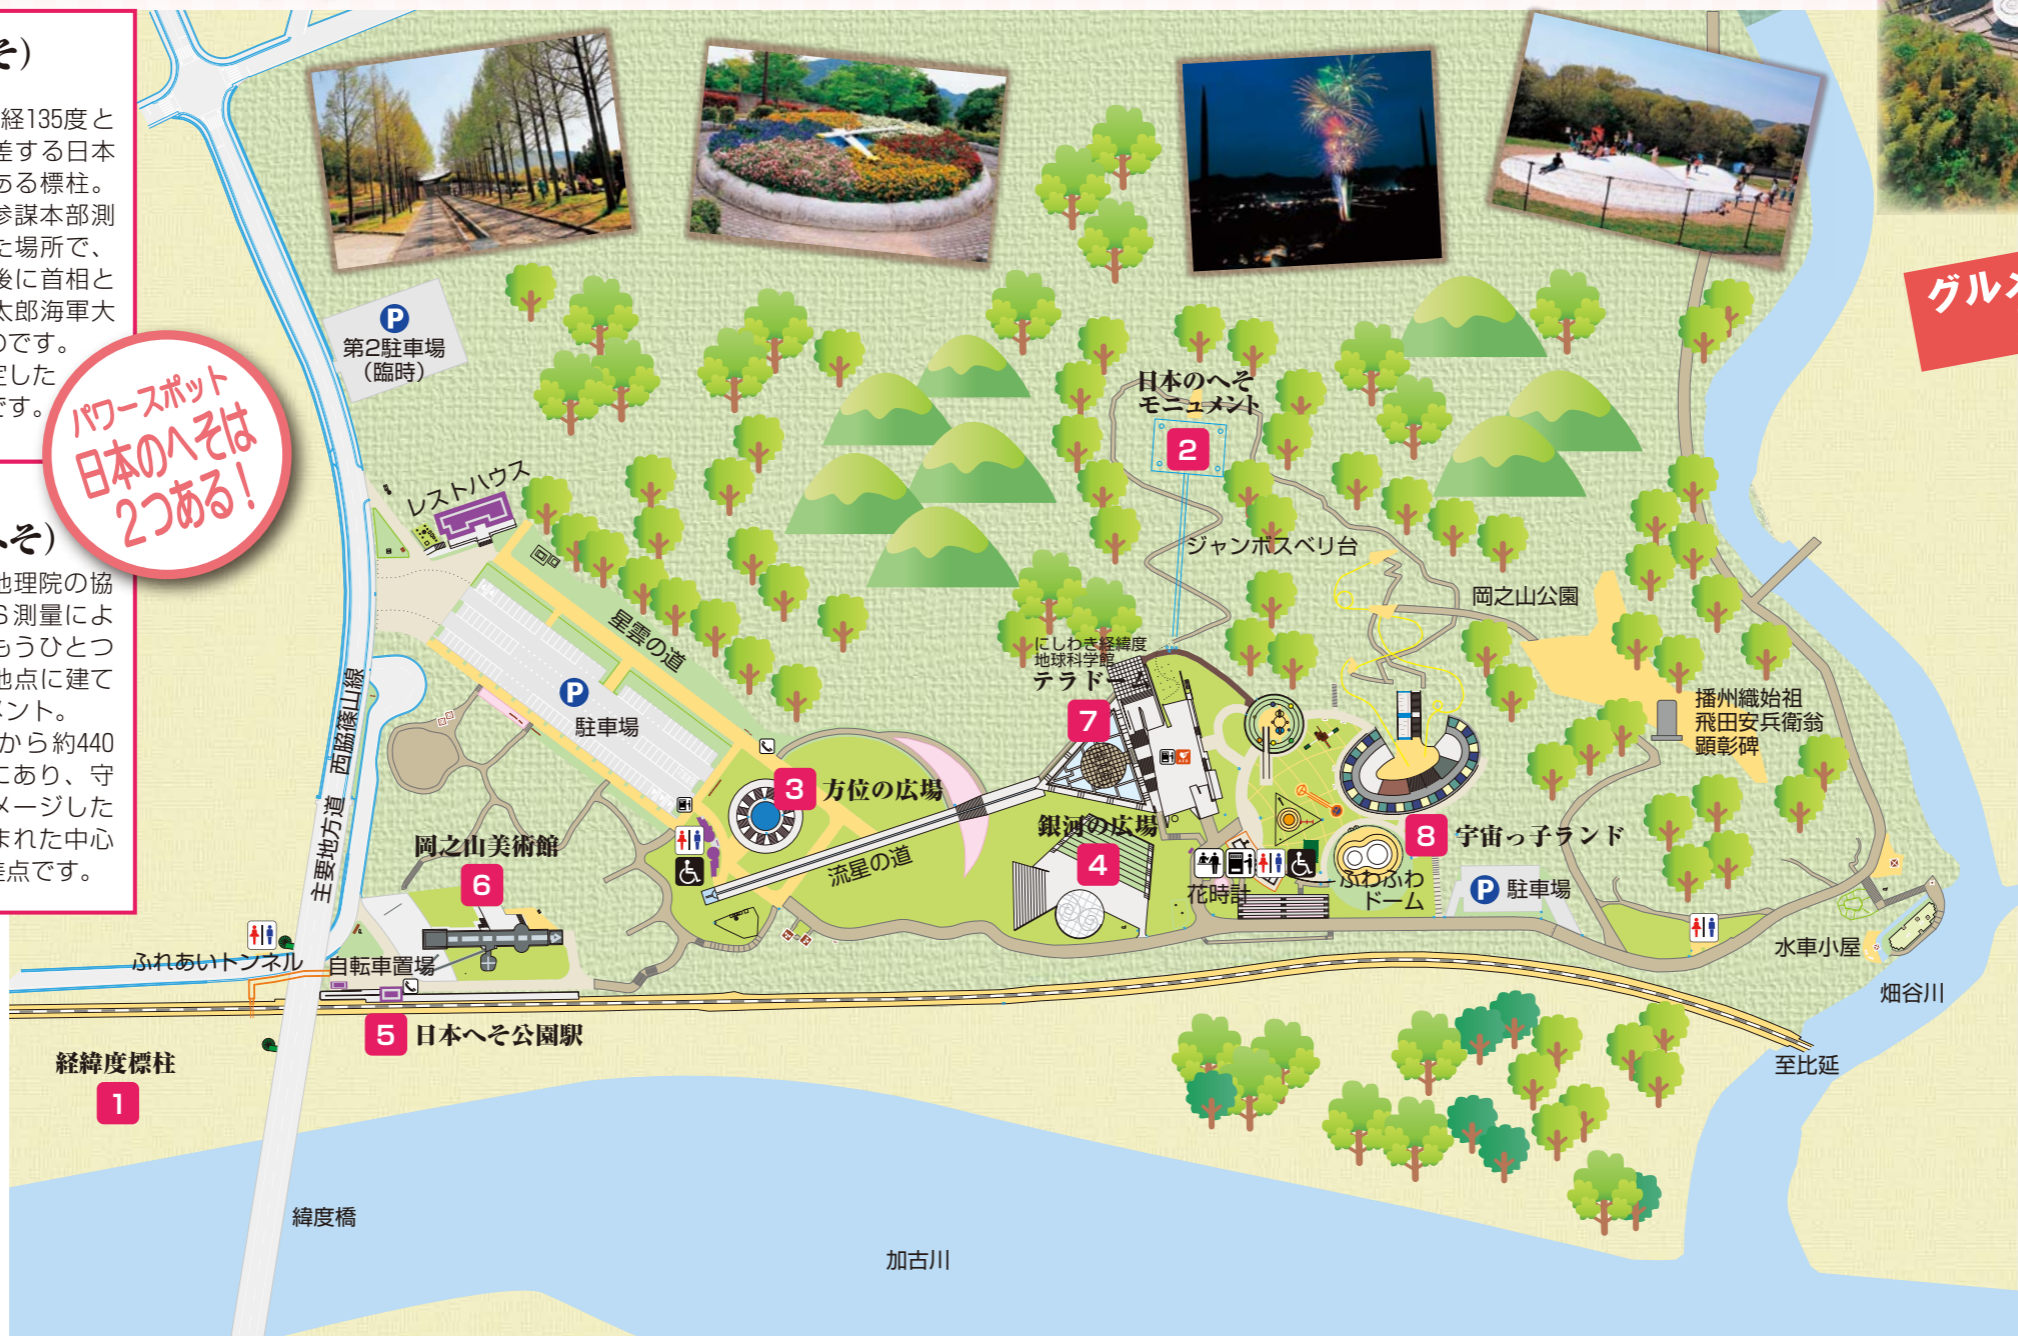 そ)
経135度と
差する日本
ある標柱。
参謀本部測
た場所で、
後に首相と
太郎海軍大
のです。
定した
です。
パワースポット
日本のへそは
2つある!
へそ)
地理院の協
S測量によ
もうひとつ
地点に建て
メント。
から約440
にあり、守
メージした
まれた中心
差点です。
グルメ
P
第2駐車場
(臨時)
レストハウス
日本のへそ
モニュメント
2
ジャンボスベリ台
岡之山公園
星雲の道
にしわき経緯度
地球科学館
テラドーム
7
播州織始祖
飛田安兵衛翁
顕彰碑
P
駐車場
主要地方道 西脇篠山線
3 方位の広場
銀河の広場
4
流星の道
8 宇宙っ子ランド
岡之山美術館
6
花時計
ふわふわ
ドーム
P 駐車場
水車小屋
畑谷川
ふれあいトンネル
自転車置場
5 日本へそ公園駅
経緯度標柱
1
至比延
緯度橋
加古川